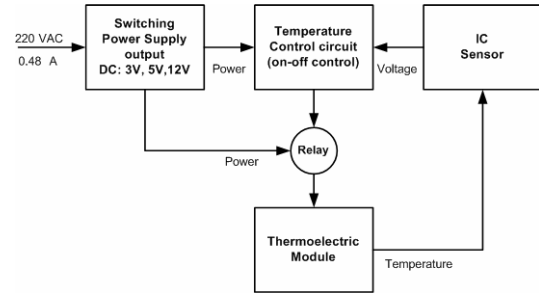 220 VAC
0.48 A
Switching
Power Supply
output
DC: 3V, 5V,12V
Power
Temperature
Control circuit
(on-off control)
Voltage
IC
Sensor
Power
Relay
Thermoelectric
Module
Temperature